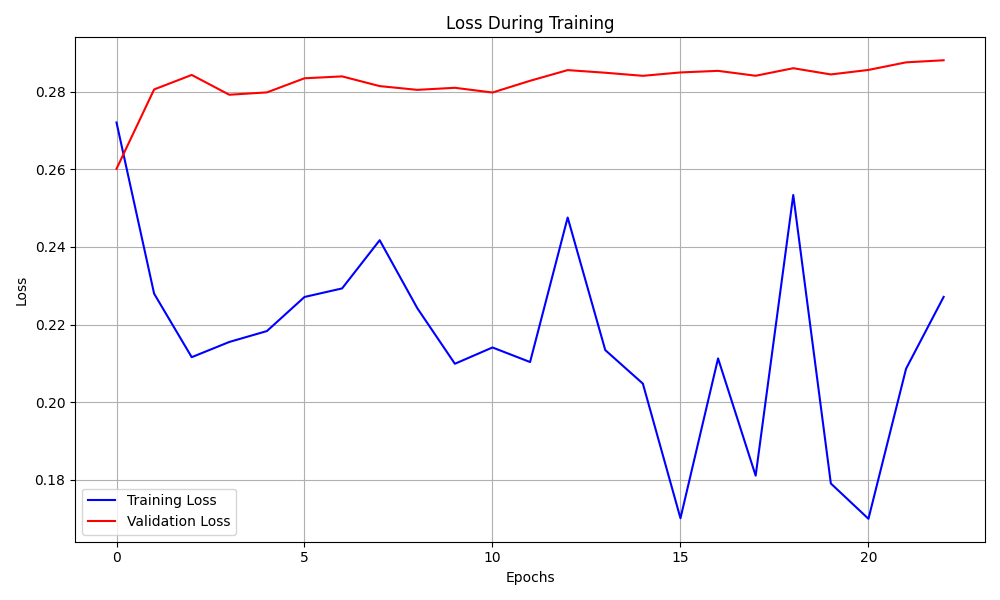 Loss During Training
Loss
0.28
0.26
0.24
0.22
0.20
0.18
Training Loss
Validation Loss
0 5 10 15 20
Epochs